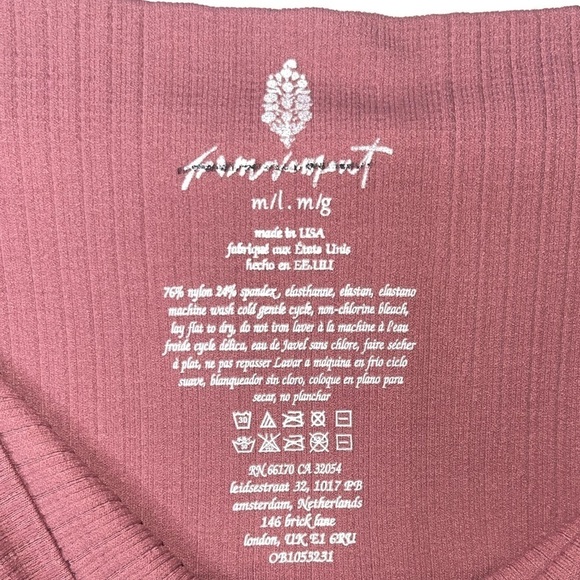 m/l. m/g
made in USA
fabriqué aux États Unis
hecho en EE.UU
76% nylon 24% spandex, elasthanne, elastan, elastano
machine wash cold gentle cycle, non-chlorine bleach,
lay flat to dry, do not iron laver à la machine à l'eau
froide cycle délica, eau de Javel sans chlore, faire sécher
à plat, ne pas repasser Lavar a máquina en frío ciclo
suave, blanqueador sin cloro, coloque en plano para
secar, no planchar
30
RN 66170 CA 32054
leidsestraat 32, 1017 PB
amsterdam, Netherlands
146 brick lane
london, UK E1 6RU
OB1053231